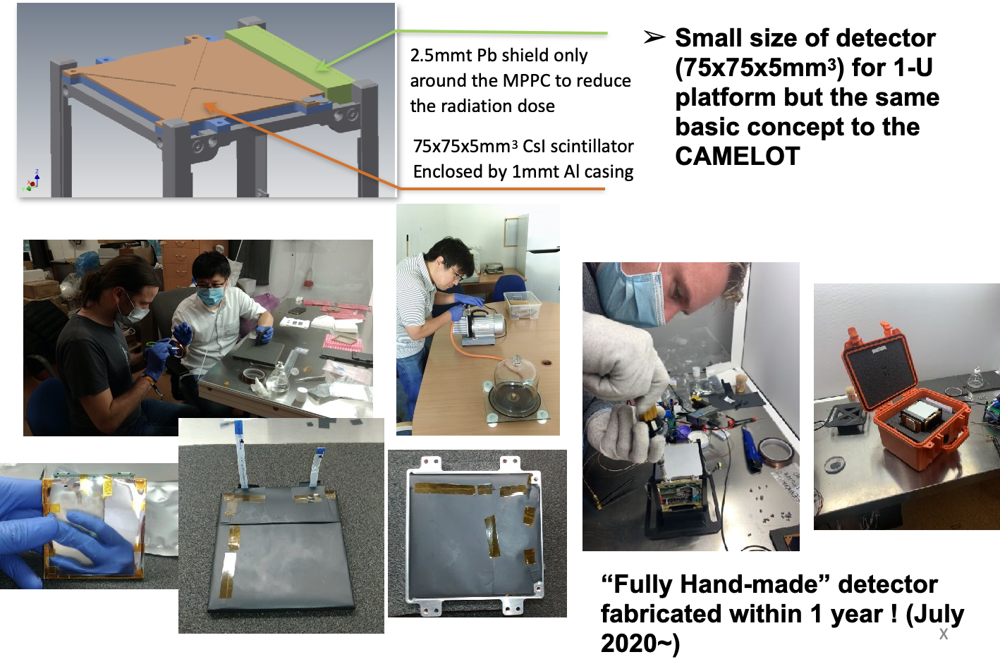 2.5mmt Pb shield only
around the MPPC to reduce
the radiation dose
75x75x5mm³ CsI scintillator
Enclosed by 1mmt Al casing
➢ Small size of detector
(75x75x5mm³) for 1-U
platform but the same
basic concept to the
CAMELOT
“Fully Hand-made” detector
fabricated within 1 year ! (July
2020~)
X